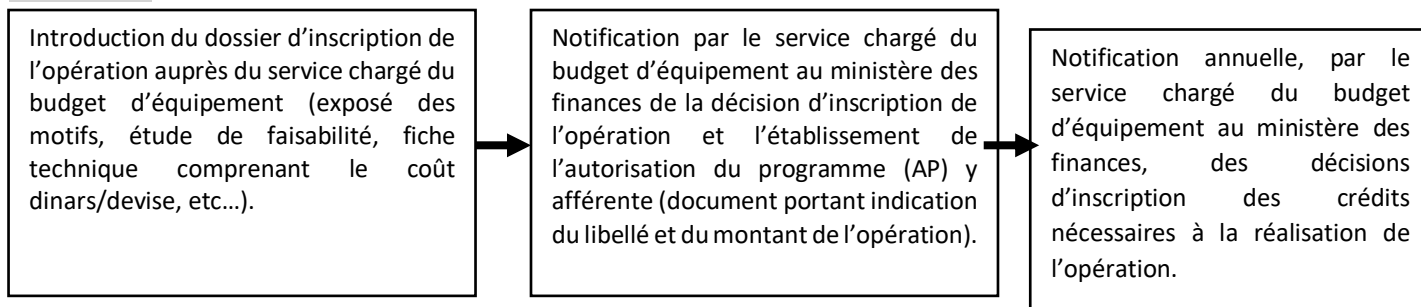 Introduction du dossier d’inscription de
l’opération auprès du service chargé du
budget d’équipement (exposé des
motifs, étude de faisabilité, fiche
technique comprenant le coût
dinars/devise, etc…).
Notification par le service chargé du
budget d’équipement au ministère des
finances de la décision d’inscription de
l’opération et l’établissement de
l’autorisation du programme (AP) y
afférente (document portant indication
du libellé et du montant de l’opération).
Notification annuelle, par le
service chargé du budget
d’équipement au ministère des
finances, des décisions
d’inscription des crédits
nécessaires à la réalisation de
l’opération.